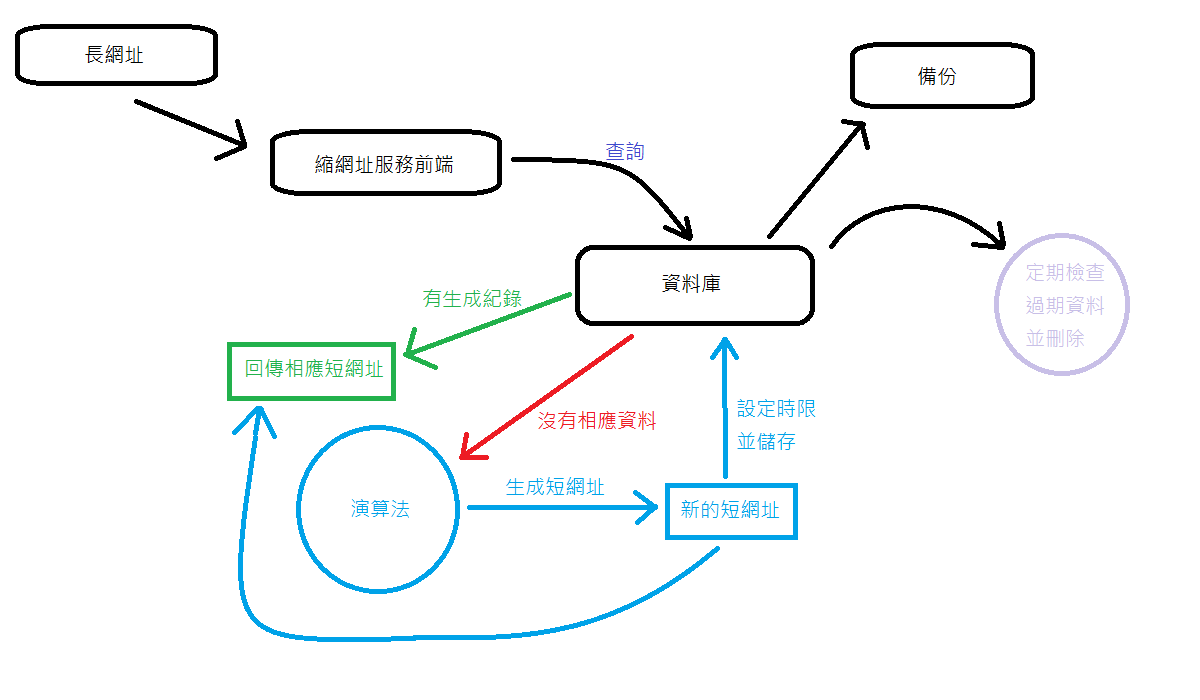 長網址
備份
縮網址服務前端
查詢
資料庫
定期檢查
過期資料
並刪除
有生成紀錄
回傳相應短網址
沒有相應資料
設定時限
並儲存
演算法
生成短網址
新的短網址